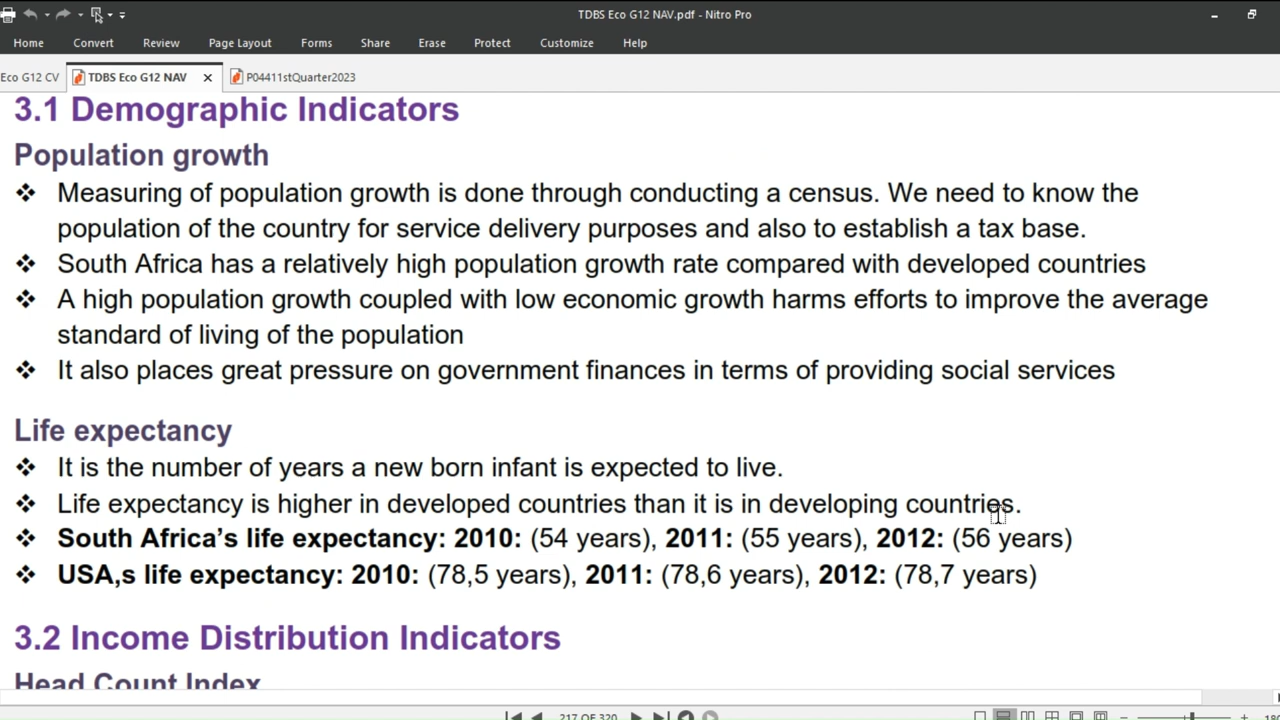 TDBS Eco G12 NAV.pdf - Nitro Pro
Home Convert Review Page Layout Forms Share Erase Protect Customize Help
Eco G12 CV TDBS Eco G12 NAV × P04411stQuarter2023
3.1 Demographic Indicators
Population growth
❖ Measuring of population growth is done through conducting a census. We need to know the
population of the country for service delivery purposes and also to establish a tax base.
❖ South Africa has a relatively high population growth rate compared with developed countries
❖ A high population growth coupled with low economic growth harms efforts to improve the average
standard of living of the population
❖ It also places great pressure on government finances in terms of providing social services
Life expectancy
❖ It is the number of years a new born infant is expected to live.
❖ Life expectancy is higher in developed countries than it is in developing countries.
❖ South Africa’s life expectancy: 2010: (54 years), 2011: (55 years), 2012: (56 years)
❖ USA,s life expectancy: 2010: (78,5 years), 2011: (78,6 years), 2012: (78,7 years)
3.2 Income Distribution Indicators
Head Count Index
217 OF 320